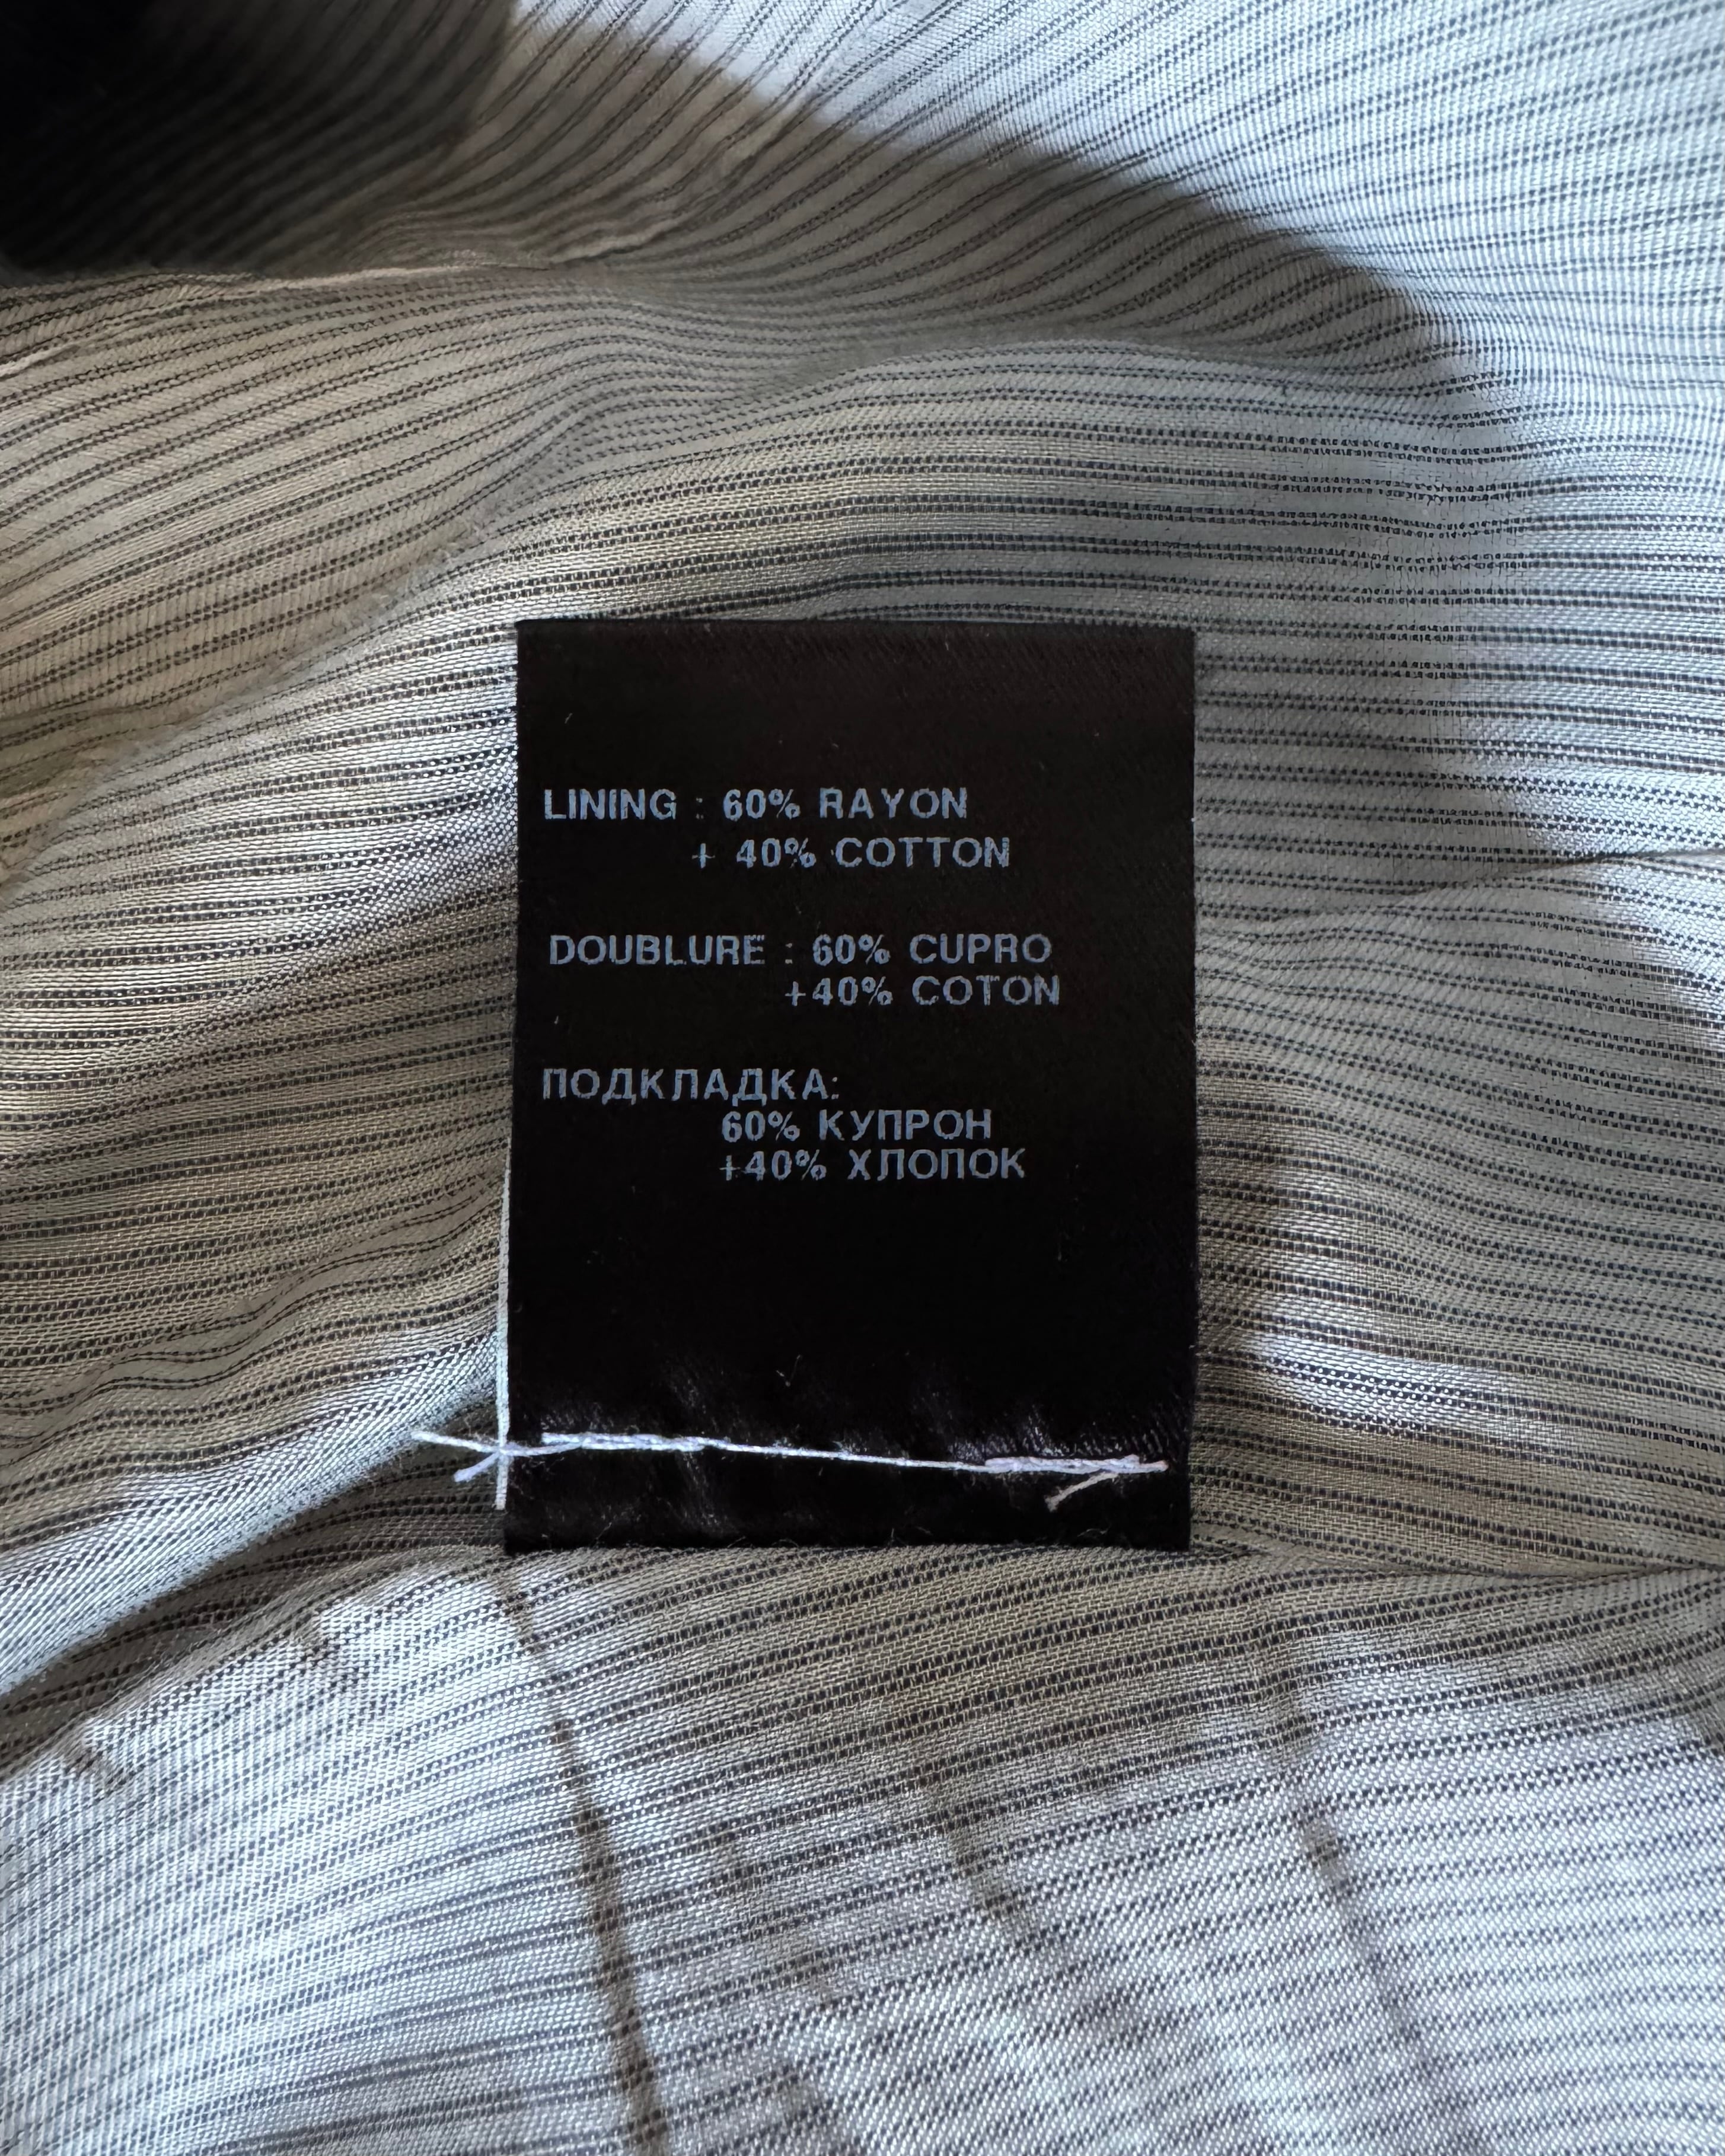 LINING : 60% RAYON
+ 40% COTTON
DOUBLURE : 60% CUPRO
+40% COTON
ПОДКЛАДКА:
60% КУПРОН
+40% ХЛОПОК